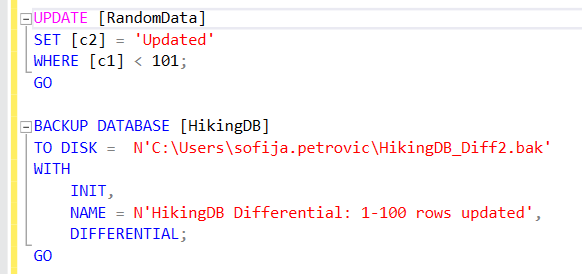 UPDATE [RandomData]
SET [c2] = 'Updated'
WHERE [c1] < 101;
GO
BACKUP DATABASE [HikingDB]
TO DISK =  N'C:\Users\sofija.petrovic\HikingDB_Diff2.bak'
WITH
    INIT,
    NAME = N'HikingDB Differential: 1-100 rows updated',
    DIFFERENTIAL;
GO